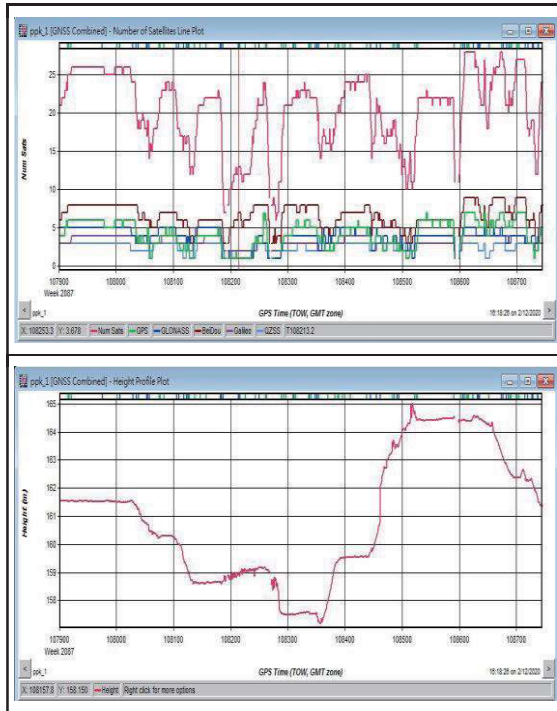 ppk_1 [GNSS Combined] - Number of Satellites Line Plot
25
20
15
10
5
0
Num Sats
107900 108000 108100 108200 108300 108400 108500 108600 108700
Week 2087
ppk_1 GPS Time (TOW, GMT zone) 16:18:26 on 2/12/2020
X: 108253.3 Y: 3.678 Num Sats GPS GLONASS BeiDou Galileo QZSS T108213.2
ppk_1 [GNSS Combined] - Height Profile Plot
165
164
163
162
161
160
159
158
Height (m)
107900 108000 108100 108200 108300 108400 108500 108600 108700
Week 2087
ppk_1 GPS Time (TOW, GMT zone) 16:18:26 on 2/12/2020
X: 108157.8 Y: 158.150 Height Right click for more options